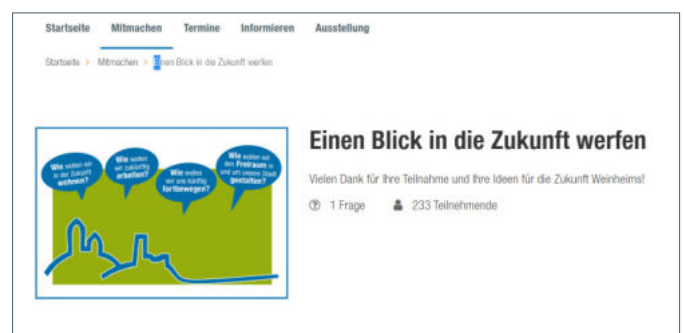 Startseite Mitmachen Termine Informieren Ausstellung
Startseite > Mitmachen > Einen Blick in die Zukunft werfen
Wie wollen wir
in der Zukunft
wohnen?
Wie wollen
wir zukünftig
arbeiten?
Wie wollen
wir uns künftig
fortbewegen?
Wie wollen wir
den Freiraum in
und um unsere Stadt
gestalten?
Einen Blick in die Zukunft werfen
Vielen Dank für Ihre Teilnahme und Ihre Ideen für die Zukunft Weinheims!
1 Frage 233 Teilnehmende